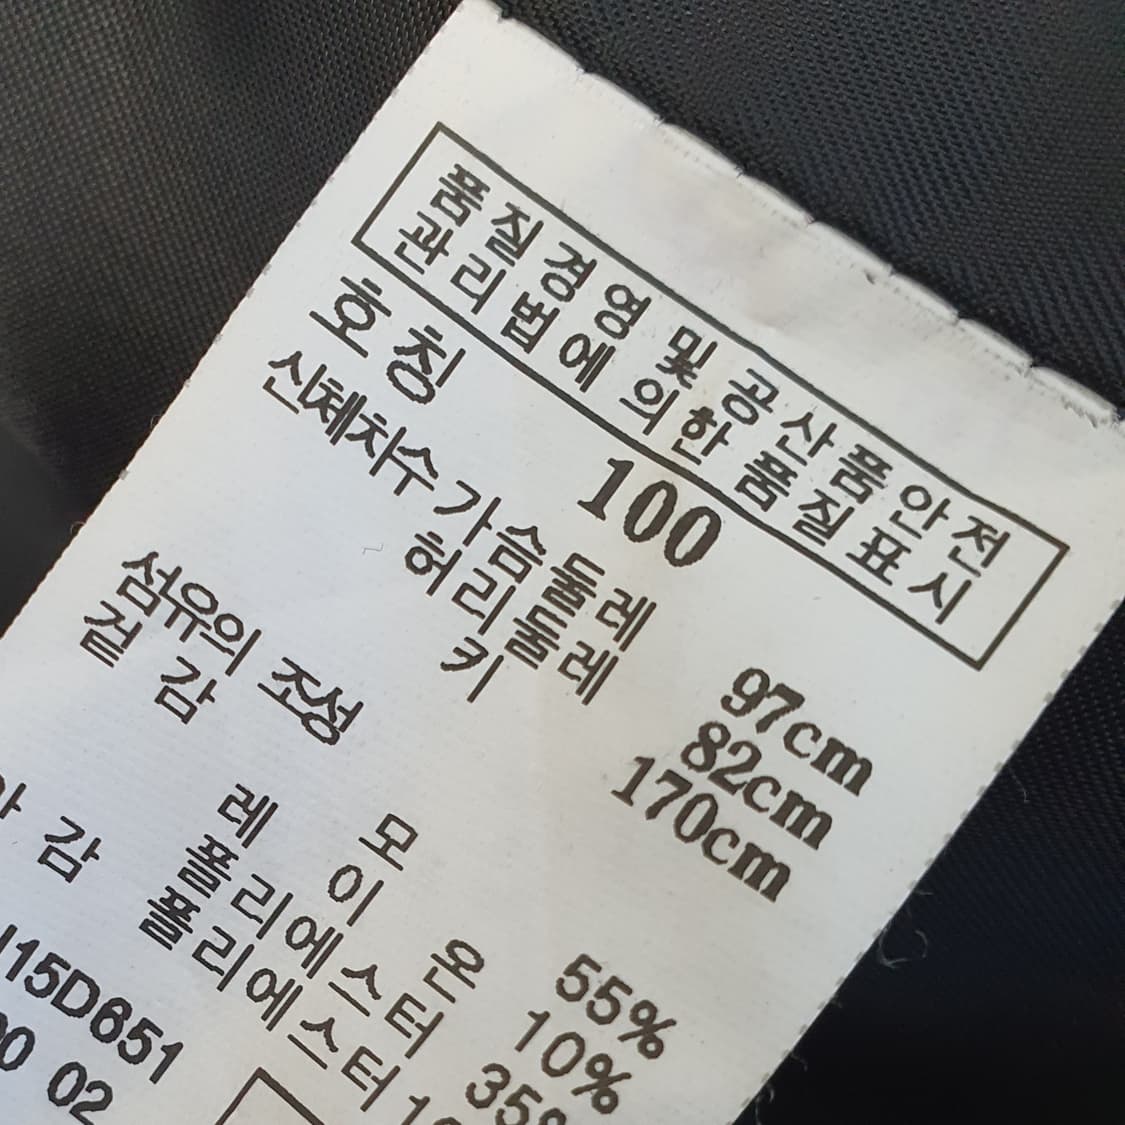 품질경영 및 공산품안전
관리법에 의한 품질표시
호칭 100
신체치수 가슴둘레 97cm
허리둘레 82cm
키 170cm
섬유의 조성
겉감
모 55%
레이온 10%
폴리에스터 35%
감 폴리에스터
15D651
02